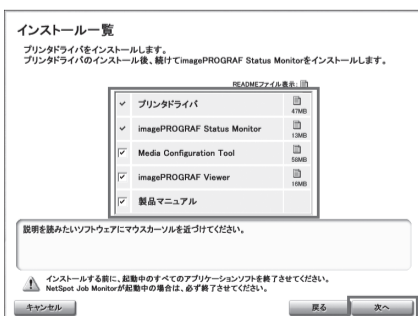 インストール一覧
プリンタドライバをインストールします。
プリンタドライバのインストール後、続けてimagePROGRAF Status Monitorをインストールします。
READMEファイル表示:
プリンタドライバ
47MB
imagePROGRAF Status Monitor
13MB
Media Configuration Tool
58MB
imagePROGRAF Viewer
16MB
製品マニュアル
説明を読みたいソフトウェアにマウスカーソルを近づけてください。
インストールする前に、起動中のすべてのアプリケーションソフトを終了させてください。
NetSpot Job Monitorが起動中の場合は、必ず終了させてください。
キャンセル 戻る 次へ